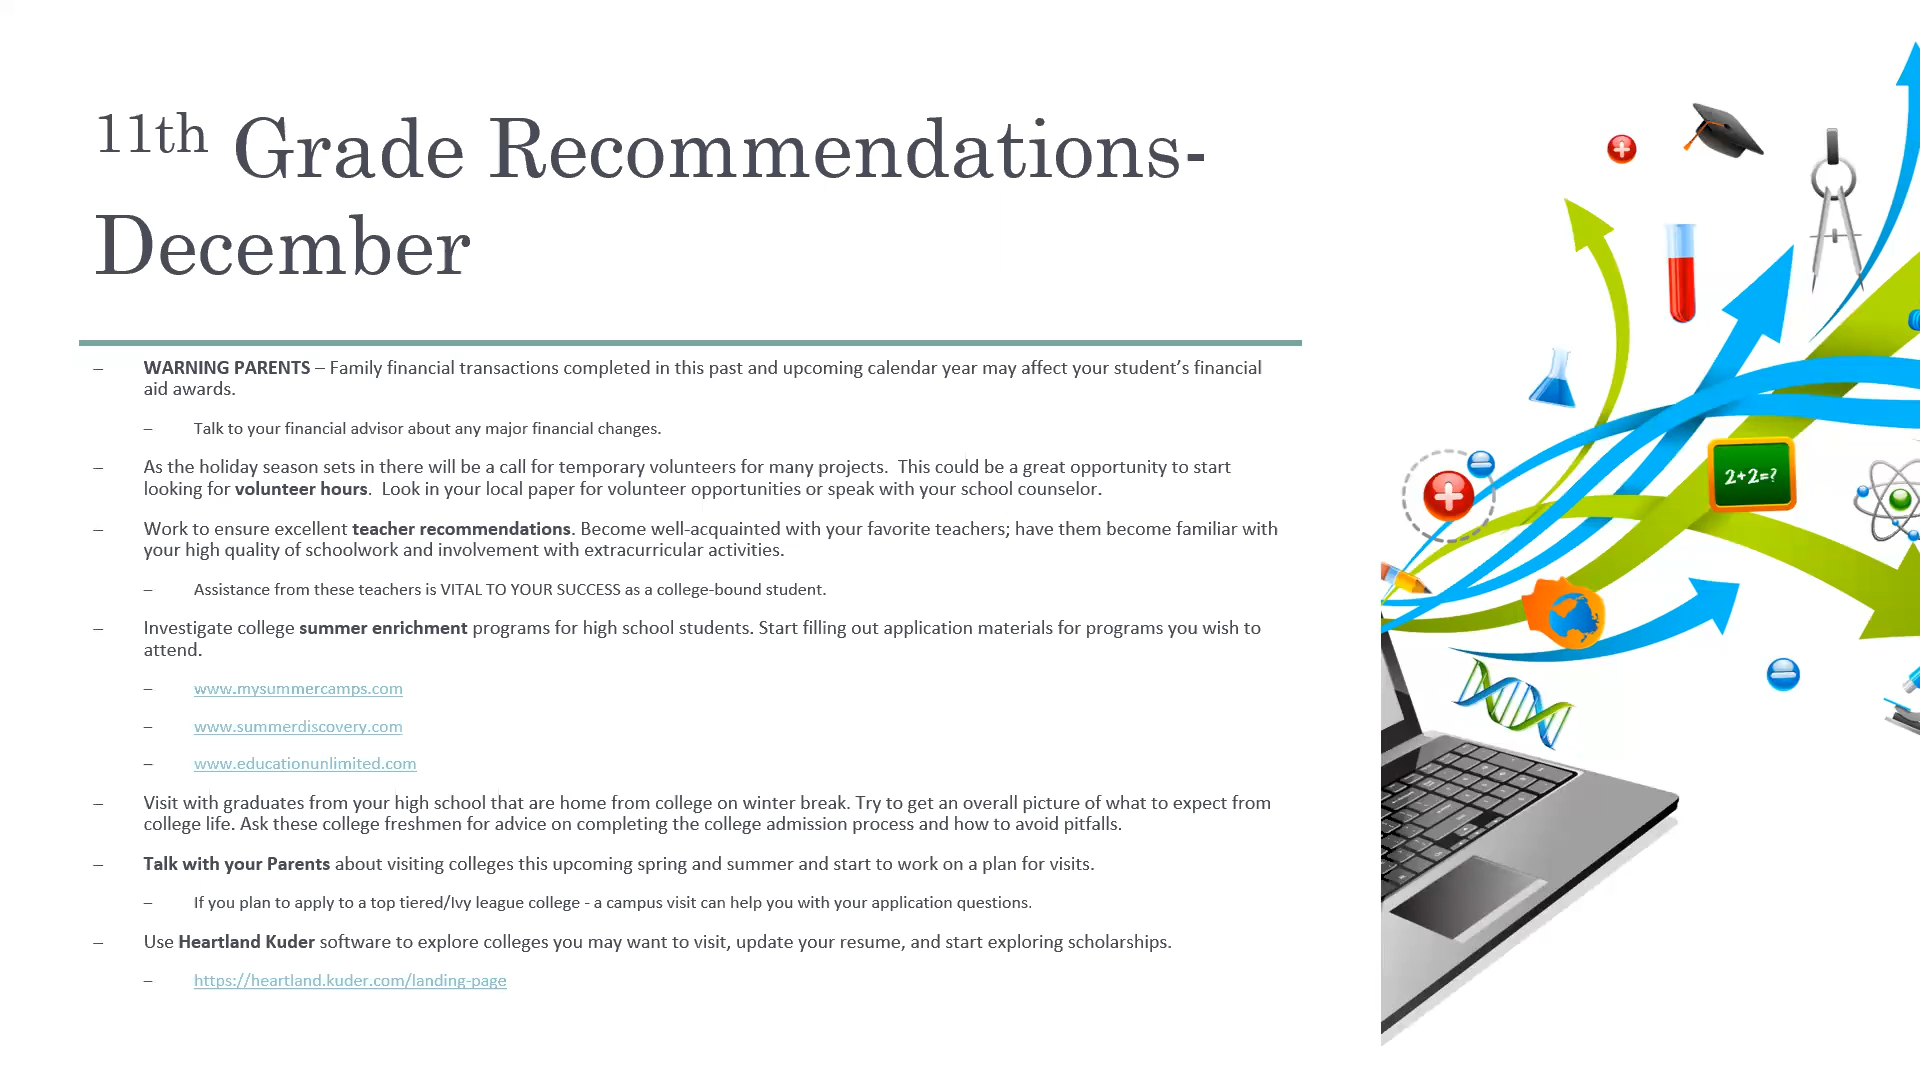 11th Grade Recommendations-
December
– WARNING PARENTS – Family financial transactions completed in this past and upcoming calendar year may affect your student’s financial
aid awards.
– Talk to your financial advisor about any major financial changes.
– As the holiday season sets in there will be a call for temporary volunteers for many projects.  This could be a great opportunity to start
looking for volunteer hours.  Look in your local paper for volunteer opportunities or speak with your school counselor.
– Work to ensure excellent teacher recommendations. Become well-acquainted with your favorite teachers; have them become familiar with
your high quality of schoolwork and involvement with extracurricular activities.
– Assistance from these teachers is VITAL TO YOUR SUCCESS as a college-bound student.
– Investigate college summer enrichment programs for high school students. Start filling out application materials for programs you wish to
attend.
– www.mysummercamps.com
– www.summerdiscovery.com
– www.educationunlimited.com
– Visit with graduates from your high school that are home from college on winter break. Try to get an overall picture of what to expect from
college life. Ask these college freshmen for advice on completing the college admission process and how to avoid pitfalls.
– Talk with your Parents about visiting colleges this upcoming spring and summer and start to work on a plan for visits.
– If you plan to apply to a top tiered/Ivy league college - a campus visit can help you with your application questions.
– Use Heartland Kuder software to explore colleges you may want to visit, update your resume, and start exploring scholarships.
– https://heartland.kuder.com/landing-page
2+2=?